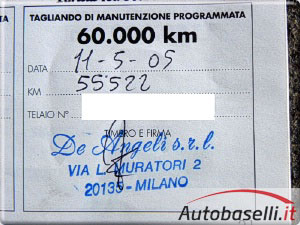 TAGLIANDO DI MANUTENZIONE PROGRAMMATA
60.000 km
DATA 11-5-05
KM 55522
TELAIO N°
TIMBRO E FIRMA
De Angeli s.r.l.
VIA L. MURATORI 2
20135 - MILANO
Autobaselli.it